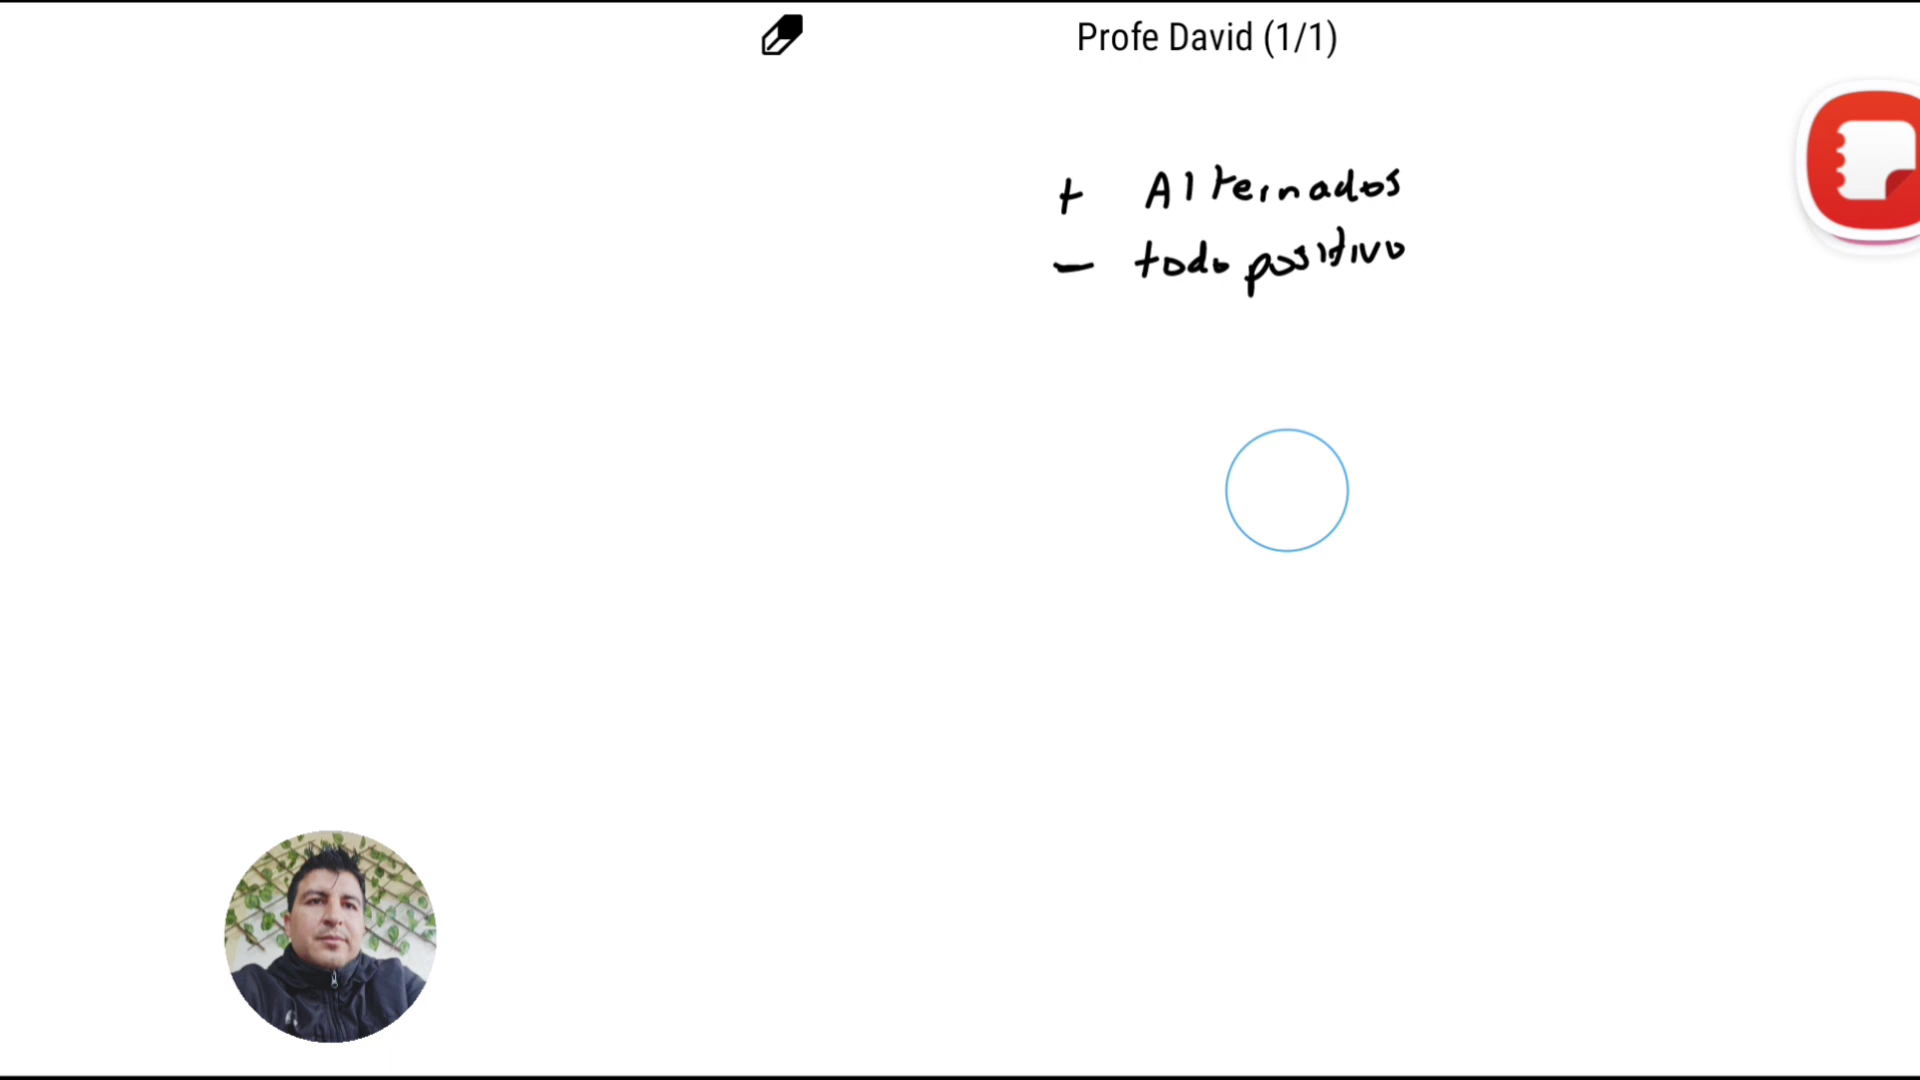 Profe David (1/1)
+ Alternados
- todo positivo